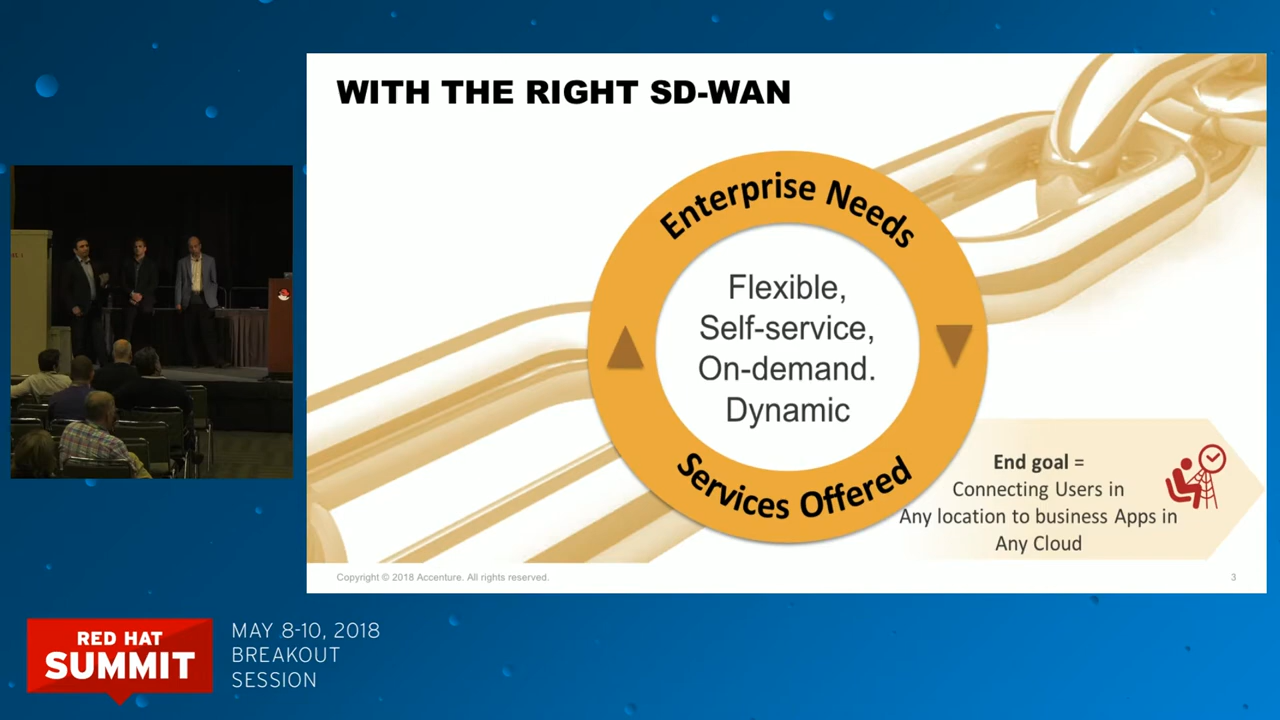 WITH THE RIGHT SD-WAN
Enterprise Needs
Flexible,
Self-service,
On-demand.
Dynamic
Services Offered
End goal =
Connecting Users in
Any location to business Apps in
Any Cloud
Copyright © 2018 Accenture. All rights reserved.
3
RED HAT
SUMMIT
MAY 8-10, 2018
BREAKOUT
SESSION